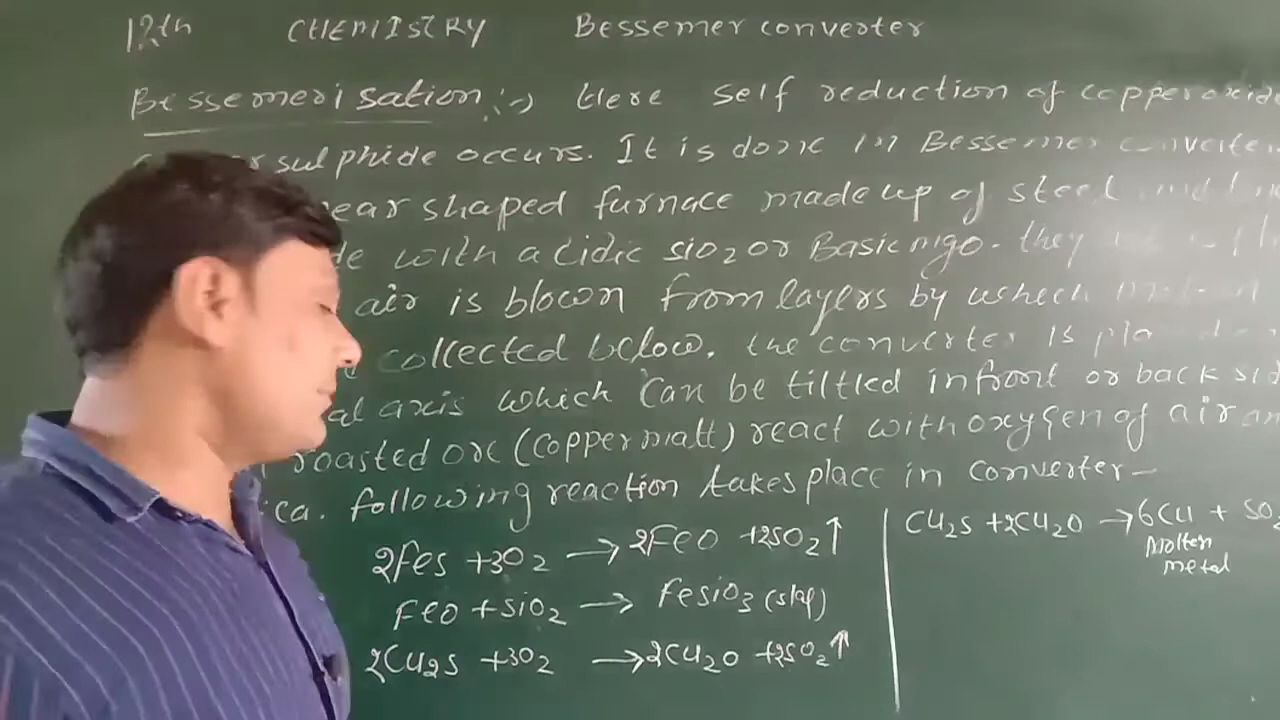 12th CHEMISTRY Bessemer converter
Bessemerisation :→ Here self reduction of copper oxide
sulphide occurs. It is done in Bessemer converter
pear shaped furnace made up of steel
with acidic SiO2 or Basic mgo. they
air is blown from layers by which
collected below. the converter is
axis which can be tiltled in front or back
roasted ore (copper matt) react with oxygen of air
following reaction takes place in converter-
2FeS + 3O2 → 2FeO + 2SO2↑
FeO + SiO2 → FeSiO3 (slag)
2Cu2S + 3O2 → 2Cu2O + 2SO2↑
Cu2S + 2Cu2O → 6Cu + SO2
Molten
metal